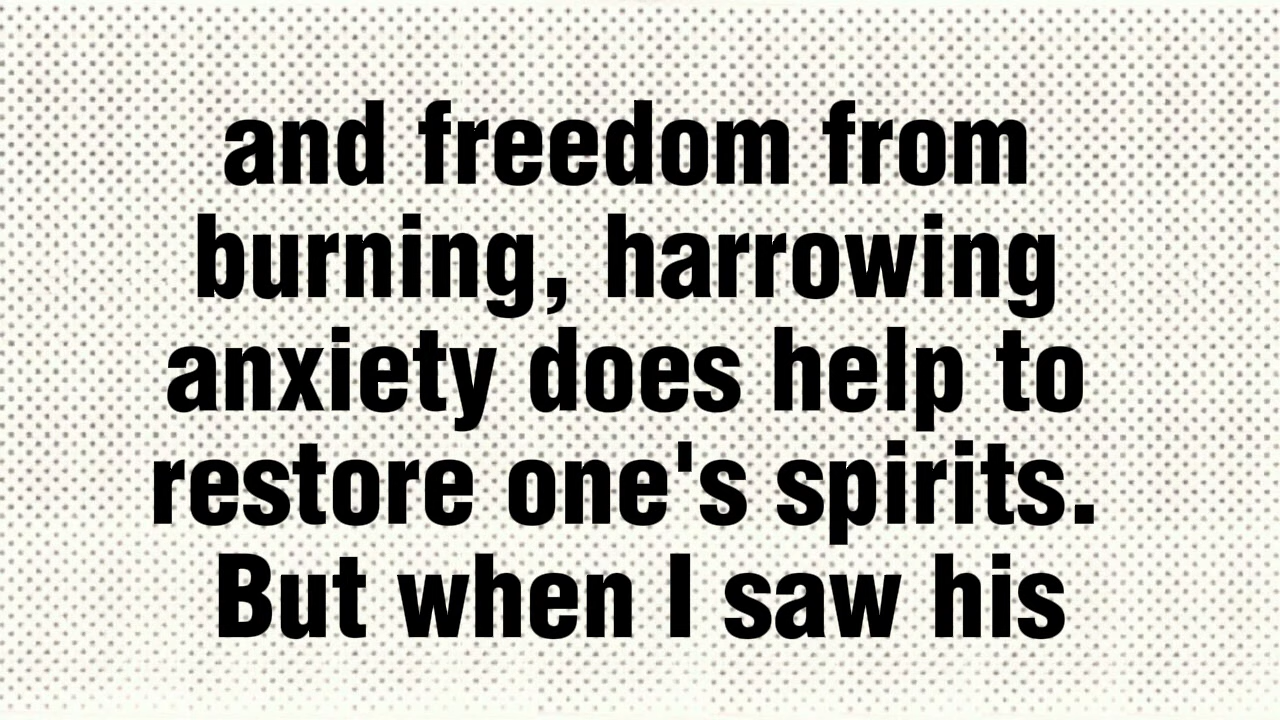 and freedom from
burning, harrowing
anxiety does help to
restore one's spirits.
But when I saw his